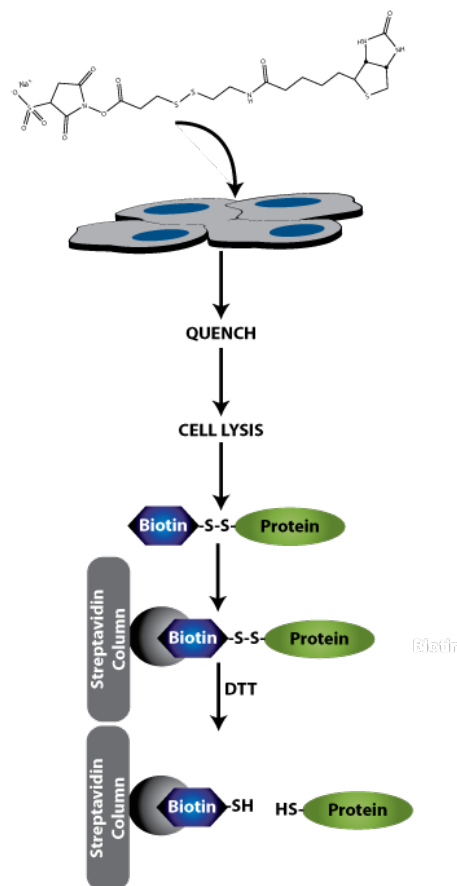 O
HN
NH
S
O
N
H
S
S
O
O
N
O
O
Na⁺
⁻O
S
O
O
QUENCH
CELL LYSIS
Biotin-S-S-Protein
Streptavidin
Column
Biotin-S-S-Protein
Biotin
DTT
Streptavidin
Column
Biotin-SH HS-Protein